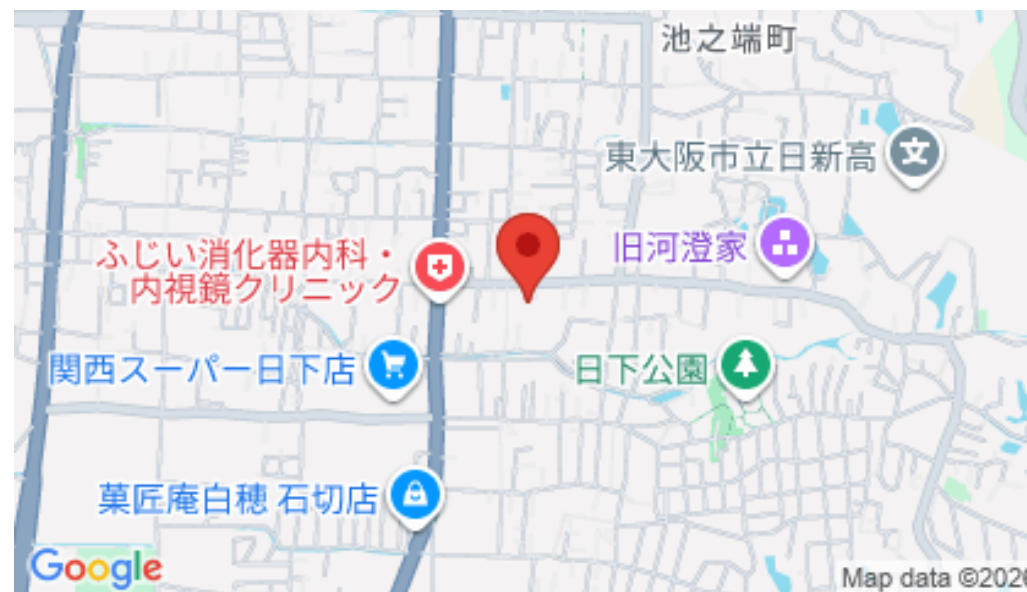 池之端町
東大阪市立日新高
旧河澄家
ふじい消化器内科・
内視鏡クリニック
関西スーパー日下店
日下公園
菓匠庵白穂 石切店
Google
Map data ©2026